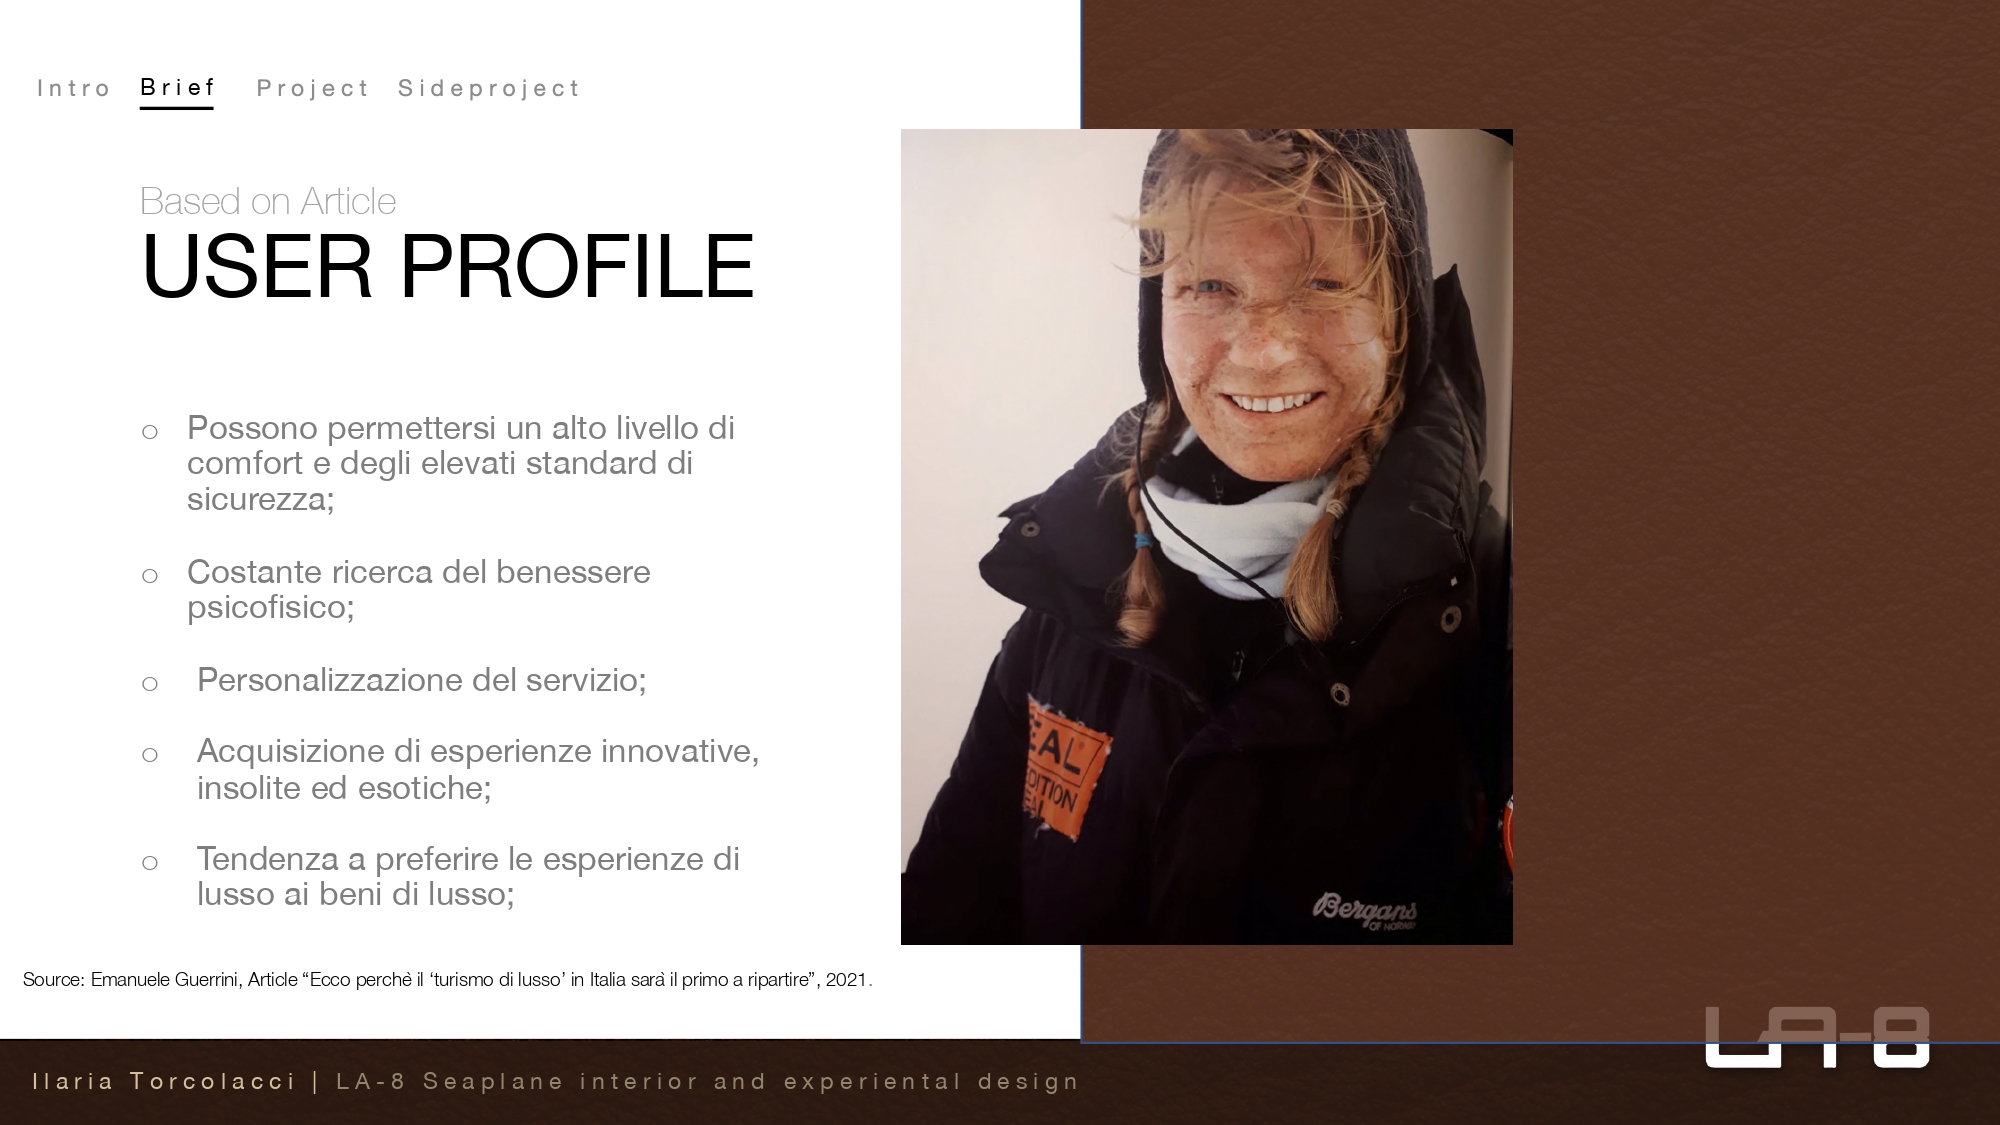 Intro Brief Project Sideproject
Based on Article
USER PROFILE
o Possono permettersi un alto livello di
comfort e degli elevati standard di
sicurezza;
o Costante ricerca del benessere
psicofisico;
o Personalizzazione del servizio;
o Acquisizione di esperienze innovative,
insolite ed esotiche;
o Tendenza a preferire le esperienze di
lusso ai beni di lusso;
EAL
DITION
EAL
Bergans
OF NORWAY
Source: Emanuele Guerrini, Article “Ecco perchè il ‘turismo di lusso’ in Italia sarà il primo a ripartire”, 2021.
LA-8
Ilaria Torcolacci | LA-8 Seaplane interior and experiental design